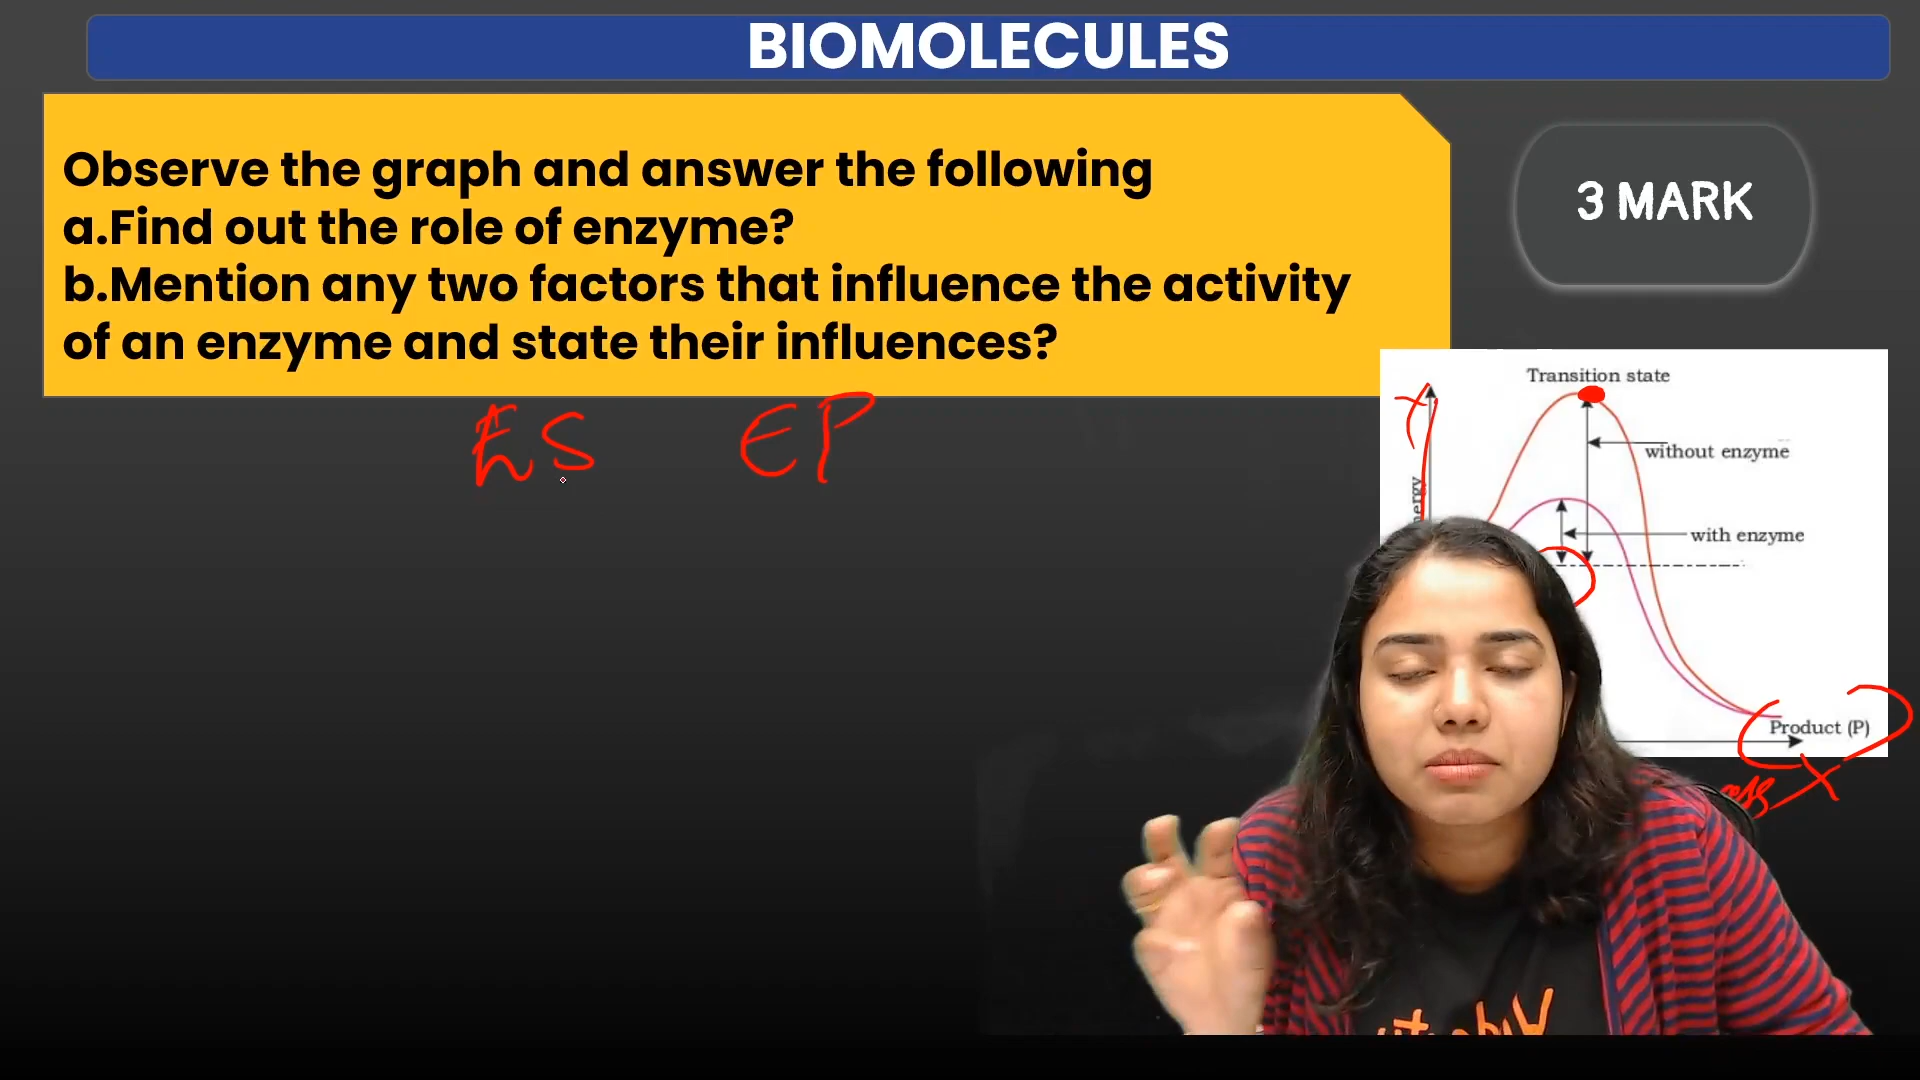 BIOMOLECULES
Observe the graph and answer the following
a.Find out the role of enzyme?
b.Mention any two factors that influence the activity
of an enzyme and state their influences?
3 MARK
ES EP
Transition state
without enzyme
with enzyme
Product (P)
X